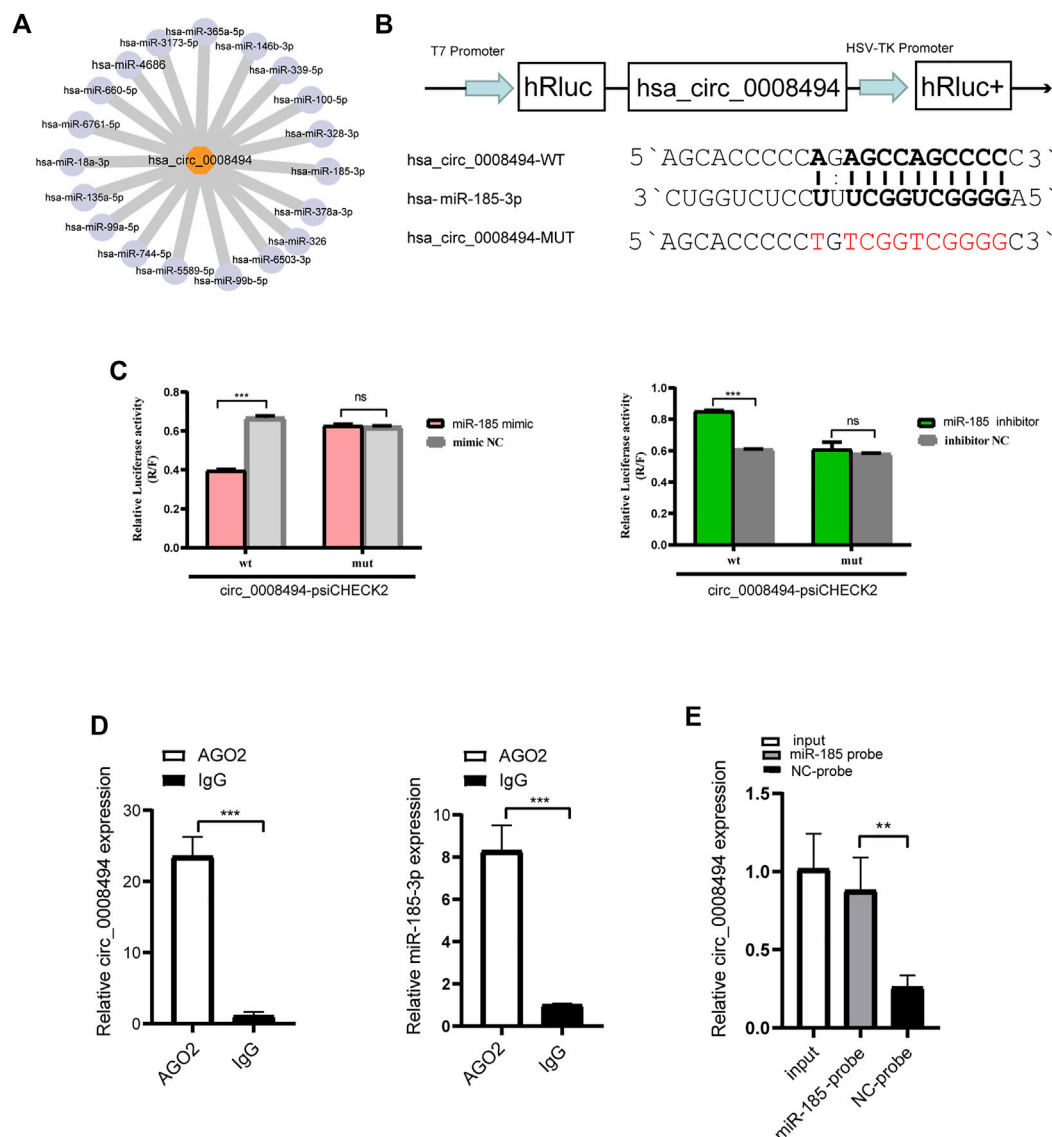 A
hsa-miR-365a-5p
hsa-miR-3173-5p
hsa-miR-146b-3p
hsa-miR-4686
hsa-miR-339-5p
hsa-miR-660-5p
hsa-miR-100-5p
hsa-miR-6761-5p
hsa-miR-328-3p
hsa_circ_0008494
hsa-miR-18a-3p
hsa-miR-185-3p
hsa-miR-135a-5p
hsa-miR-378a-3p
hsa-miR-99a-5p
hsa-miR-326
hsa-miR-744-5p
hsa-miR-6503-3p
hsa-miR-5589-5p
hsa-miR-99b-5p
B
T7 Promoter
HSV-TK Promoter
hRluc
hsa_circ_0008494
hRluc+
hsa_circ_0008494-WT 5`AGCACCCCCAGAGCCAGCCCCC3`
hsa-miR-185-3p 3`CUGGUCUCCUUUCGGUCGGGGA5`
hsa_circ_0008494-MUT 5`AGCACCCCCTGTCGGTCGGGGC3`
C
Relative Luciferase activity
(R/F)
0.8
0.6
0.4
0.2
0.0
***
ns
miR-185 mimic
mimic NC
wt
mut
circ_0008494-psiCHECK2
Relative Luciferase activity
(R/F)
1.0
0.8
0.6
0.4
0.2
0.0
***
ns
miR-185 inhibitor
inhibitor NC
wt
mut
circ_0008494-psiCHECK2
D
AGO2
IgG
Relative circ_0008494 expression
30
20
10
0
***
AGO2
IgG
AGO2
IgG
Relative miR-185-3p expression
10
8
6
4
2
0
***
AGO2
IgG
E
input
miR-185 probe
NC-probe
Relative circ_0008494 expression
1.5
1.0
0.5
0.0
**
input
miR-185-probe
NC-probe